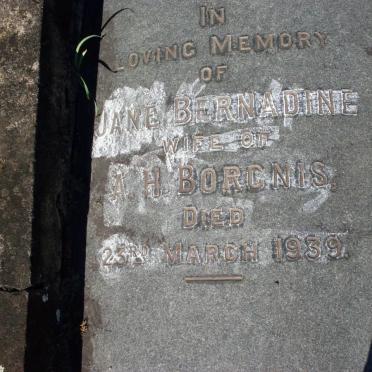 IN
LOVING MEMORY
OF
JANE BERNADINE
WIFE OF
A.H. BORGNIS.
DIED
23RD MARCH 1939.